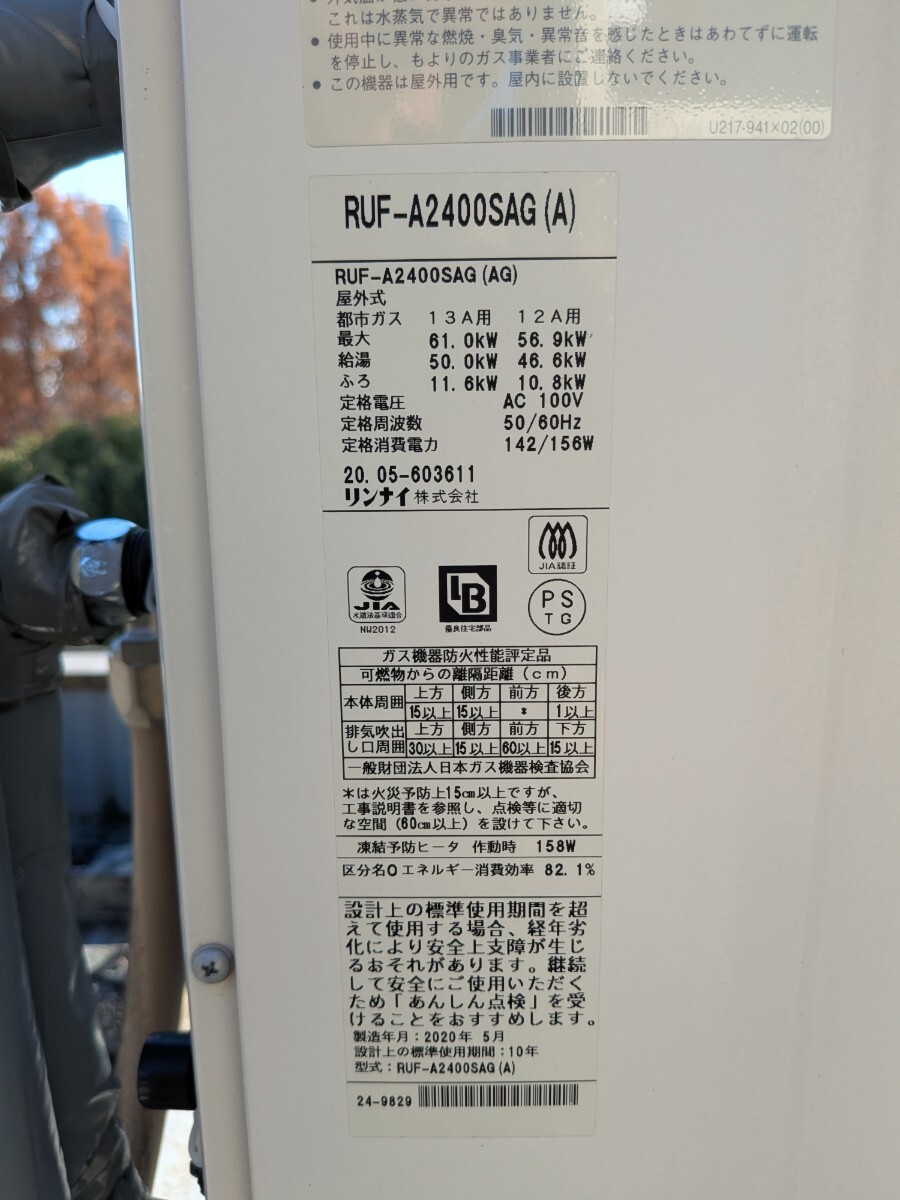 これは水蒸気で異常ではありません。
● 使用中に異常な燃焼・臭気・異常音を感じたときはあわてずに運転
を停止し、もよりのガス事業者にご連絡ください。
● この機器は屋外用です。屋内に設置しないでください。
U217-941×02(00)
RUF-A2400SAG(A)
RUF-A2400SAG(AG)
屋外式
都市ガス 13A用 12A用
最大 61.0kW 56.9kW
給湯 50.0kW 46.6kW
ふろ 11.6kW 10.8kW
定格電圧 AC 100V
定格周波数 50/60Hz
定格消費電力 142/156W
20.05-603611
リンナイ株式会社
JIA認証
JIA
水道法基準適合
NW2012
LB
優良住宅部品
PS
TG
ガス機器防火性能評定品
可燃物からの離隔距離(cm)
本体周囲 上方 側方 前方 後方
15以上 15以上 * 1以上
排気吹出 上方 側方 前方 下方
し口周囲 30以上 15以上 60以上 15以上
一般財団法人日本ガス機器検査協会
*は火災予防上15cm以上ですが、
工事説明書を参照し、点検等に適切
な空間(60cm以上)を設けて下さい。
凍結予防ヒータ 作動時 158W
区分名O エネルギー消費効率 82.1%
設計上の標準使用期間を超
えて使用する場合、経年劣
化により安全上支障が生じ
るおそれがあります。継続
して安全にご使用いただく
ため「あんしん点検」を受
けることをおすすめします。
製造年月:2020年 5月
設計上の標準使用期間:10年
型式:RUF-A2400SAG(A)
24-9829